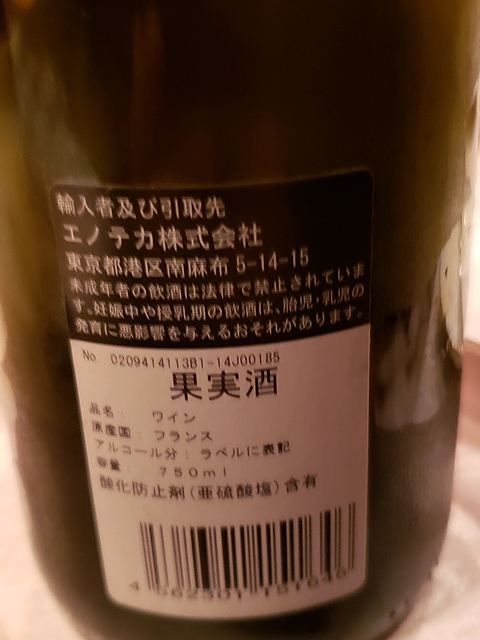 輸入者及び引取先
エノテカ株式会社
東京都港区南麻布 5-14-15
未成年者の飲酒は法律で禁止されていま
す。妊娠中や授乳期の飲酒は、胎児・乳児の
発育に悪影響を与えるおそれがあります。
No. 0209414113B1-14J00185
果実酒
品名： ワイン
原産国：フランス
アルコール分：ラベルに表記
容量： 750ml
酸化防止剤(亜硫酸塩)含有